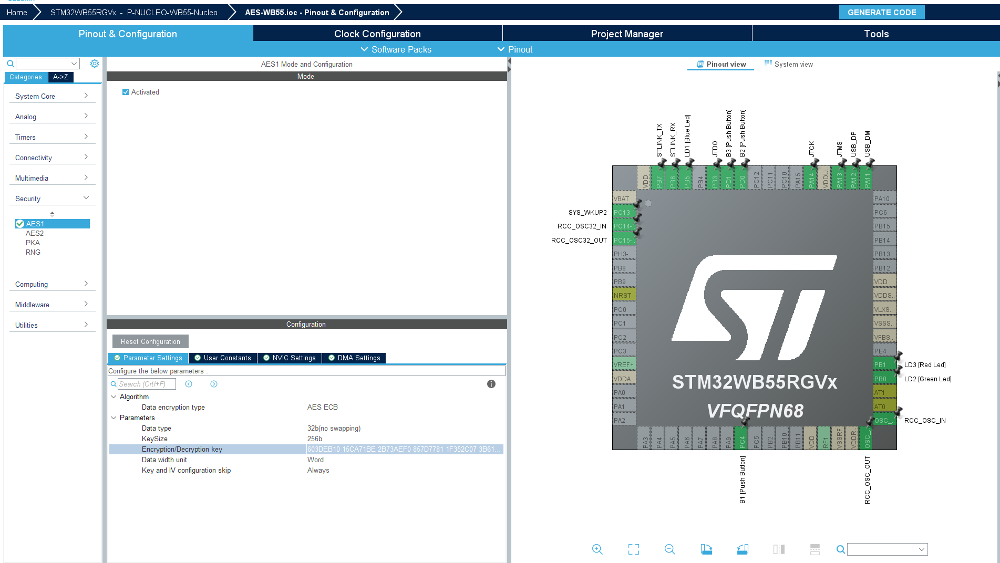 Home
STM32WB55RGVx - P-NUCLEO-WB55-Nucleo
AES-WB55.ioc - Pinout & Configuration
GENERATE CODE
Pinout & Configuration
Clock Configuration
Project Manager
Tools
Software Packs
Pinout
Categories
A->Z
System Core
Analog
Timers
Connectivity
Multimedia
Security
AES1
AES2
PKA
RNG
Computing
Middleware
Utilities
AES1 Mode and Configuration
Mode
Activated
Configuration
Reset Configuration
Parameter Settings
User Constants
NVIC Settings
DMA Settings
Configure the below parameters :
Search (Crtl+F)
Algorithm
Data encryption type AES ECB
Parameters
Data type 32b(no swapping)
KeySize 256b
Encryption/Decryption key 603DEB10 15CA71BE 2B73AEF0 857D7781 1F352C07 3B61...
Data width unit Word
Key and IV configuration skip Always
Pinout view
System view
STLINK_TX
STLINK_RX
LD1 [Blue Led]
JTDO
B3 [Push Button]
B2 [Push Button]
JTCK
JTMS
USB_DP
USB_DM
VDD
PB7
PB6
PB5
PB4
PB3
PD1
PD0
PC12
PC11
PC10
PA15
PA14
VDDU..
PA13
PA12
PA11
SYS_WKUP2
RCC_OSC32_IN
RCC_OSC32_OUT
VBAT
PC13
PC14-
PC15-
PH3-..
PB8
PB9
NRST
PC0
PC1
PC2
PC3
VREF+
VDDA
PA0
PA1
PA2
STM32WB55RGVx
VFQFPN68
PA10
PC6
PB15
PB14
PB13
PB12
VDD
VDDS..
VLXS..
VSSS..
VFBS..
PE4
PB1
PB0
AT1
AT0
OSC_..
LD3 [Red Led]
LD2 [Green Led]
RCC_OSC_IN
PA3
PA4
PA5
PA6
PA7
PA8
PA9
PC4
PC5
PB2
PB10
PB11
VDD
RF1
VSSRF
VDDR..
OSC_..
B1 [Push Button]
RCC_OSC_OUT